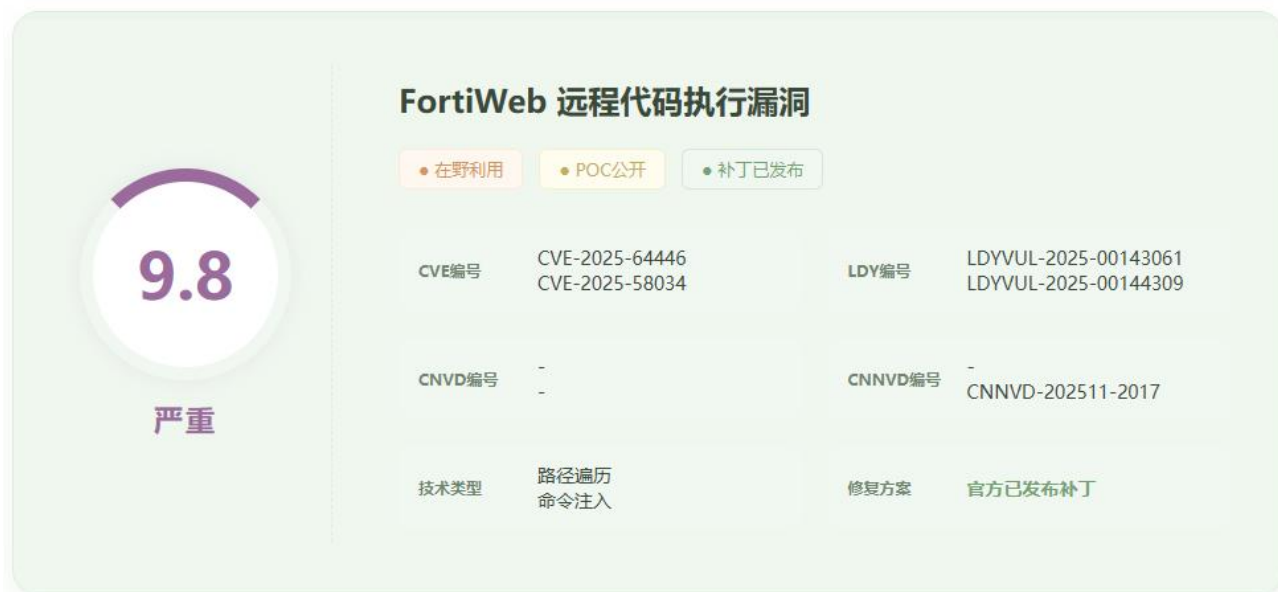 FortiWeb 远程代码执行漏洞
● 在野利用 ● POC公开 ● 补丁已发布
9.8
严重
CVE编号
CVE-2025-64446
CVE-2025-58034
LDY编号
LDYVUL-2025-00143061
LDYVUL-2025-00144309
CNVD编号
-
-
CNNVD编号
-
CNNVD-202511-2017
技术类型
路径遍历
命令注入
修复方案
官方已发布补丁